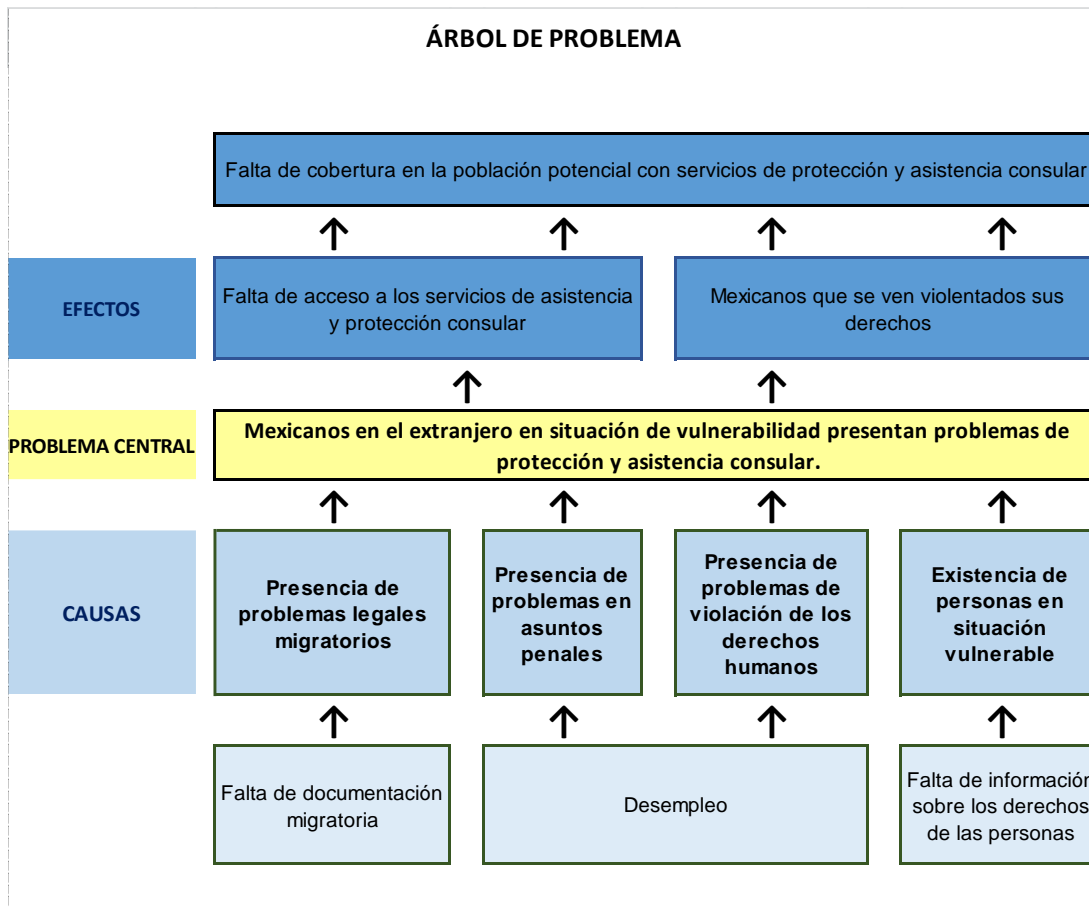 ÁRBOL DE PROBLEMA
Falta de cobertura en la población potencial con servicios de protección y asistencia consular
EFECTOS
Falta de acceso a los servicios de asistencia
y protección consular
Mexicanos que se ven violentados sus
derechos
PROBLEMA CENTRAL
Mexicanos en el extranjero en situación de vulnerabilidad presentan problemas de
protección y asistencia consular.
CAUSAS
Presencia de
problemas legales
migratorios
Presencia de
problemas en
asuntos
penales
Presencia de
problemas de
violación de los
derechos
humanos
Existencia de
personas en
situación
vulnerable
Falta de documentación
migratoria
Desempleo
Falta de información
sobre los derechos
de las personas